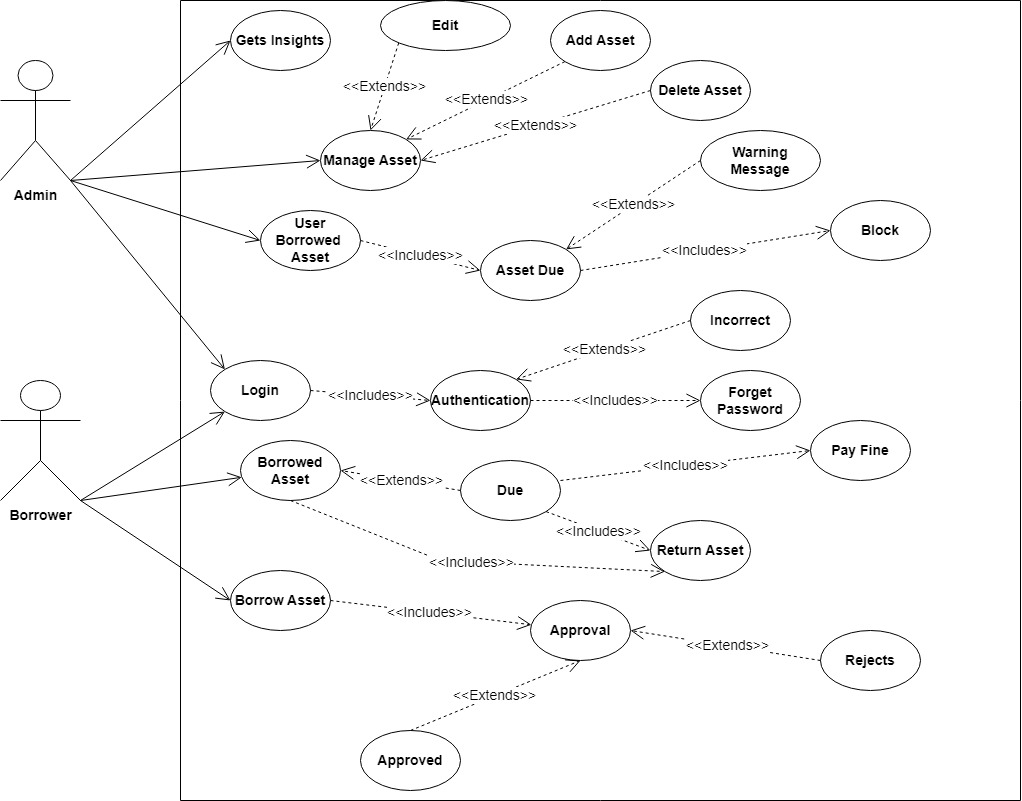 Edit
Gets Insights
Add Asset
<<Extends>>
Delete Asset
<<Extends>>
<<Extends>>
Manage Asset
Warning
Message
Admin
<<Extends>>
User
Borrowed
Asset
<<Includes>>
Asset Due
<<Includes>>
Block
Incorrect
<<Extends>>
Login
<<Includes>>
Authentication
<<Includes>>
Forget
Password
Borrowed
Asset
<<Extends>>
Due
<<Includes>>
Pay Fine
Borrower
<<Includes>>
Return Asset
<<Includes>>
Borrow Asset
<<Includes>>
Approval
<<Extends>>
Rejects
<<Extends>>
Approved